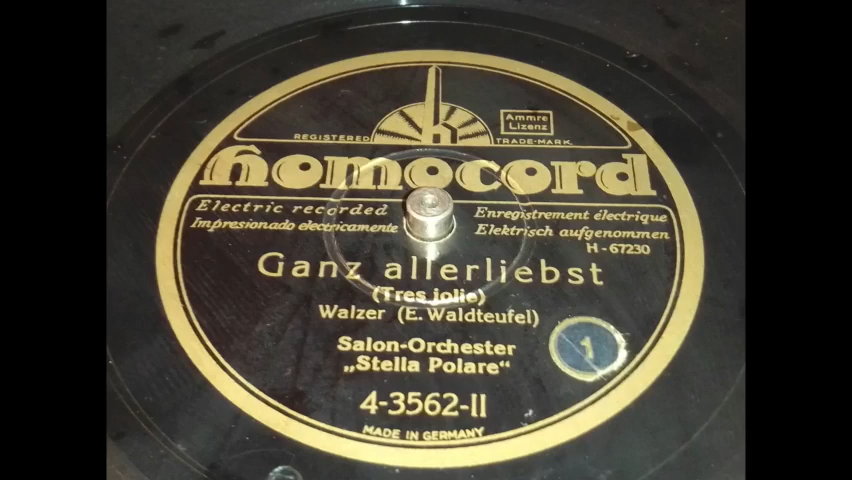 Ammre
Lizenz
REGISTERED TRADE-MARK.
homocord
Electric recorded
Impresionado electricamente
Enregistrement électrique
Elektrisch aufgenommen
H-67230
Ganz allerliebst
(Tres jolie)
Walzer (E. Waldteufel)
Salon-Orchester
„Stella Polare“
1
4-3562-II
MADE IN GERMANY